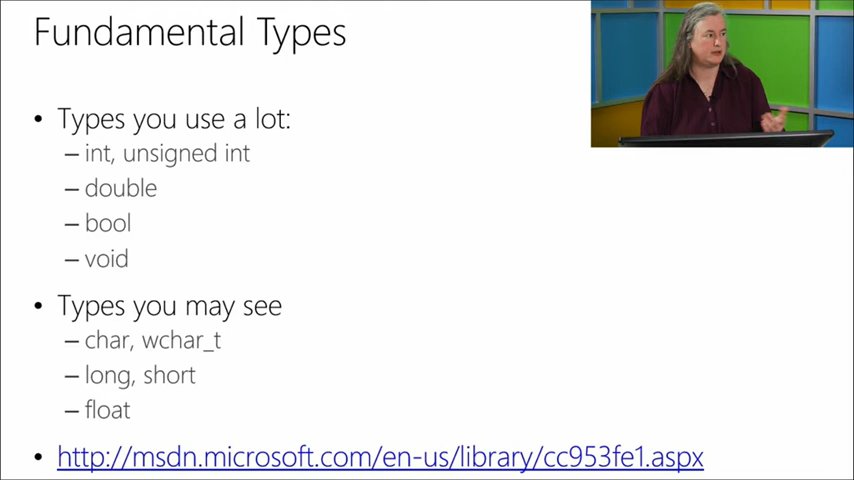 Fundamental Types
• Types you use a lot:
– int, unsigned int
– double
– bool
– void
• Types you may see
– char, wchar_t
– long, short
– float
• http://msdn.microsoft.com/en-us/library/cc953fe1.aspx